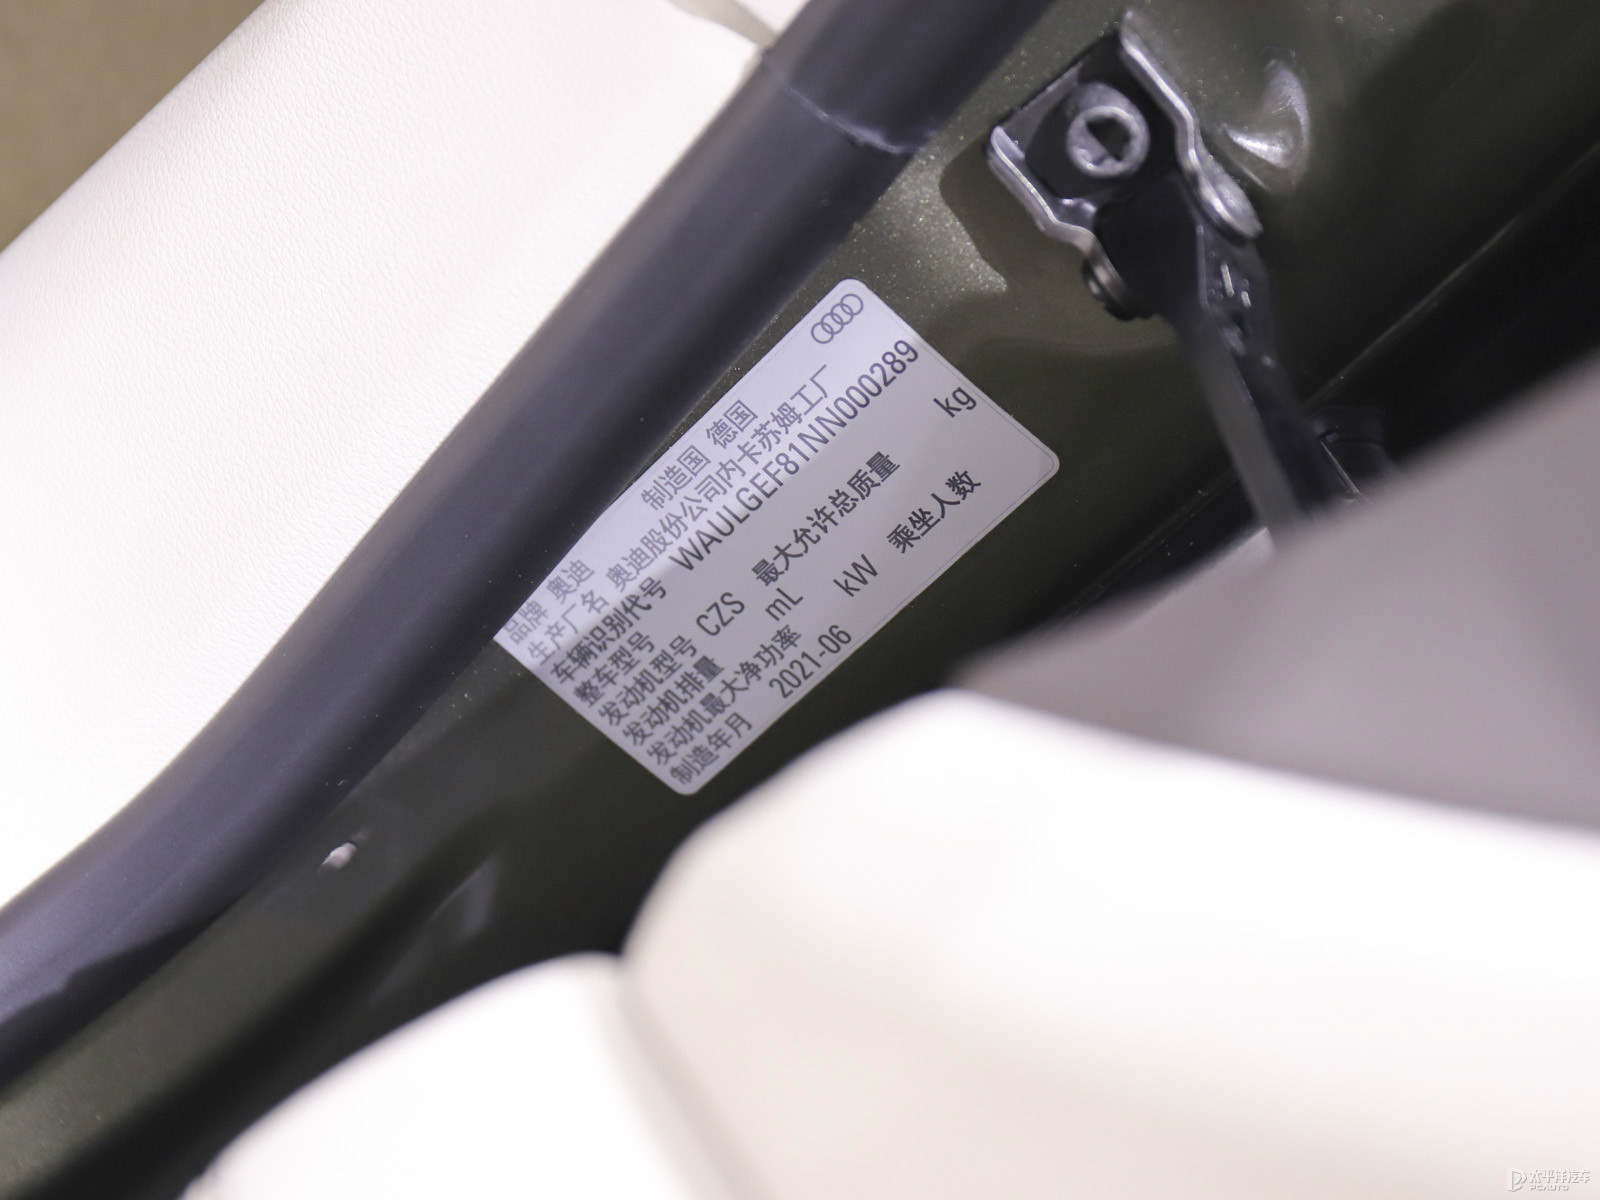 品牌 奥迪 制造国 德国
生产厂名 奥迪股份公司内卡苏姆工厂
车辆识别代号 WAULGEF81NN000289
整车型号
发动机型号 CZS 最大允许总质量 kg
发动机排量 mL 乘坐人数
发动机最大净功率 kW
制造年月 2021-06
太平洋汽车
PCAUTO